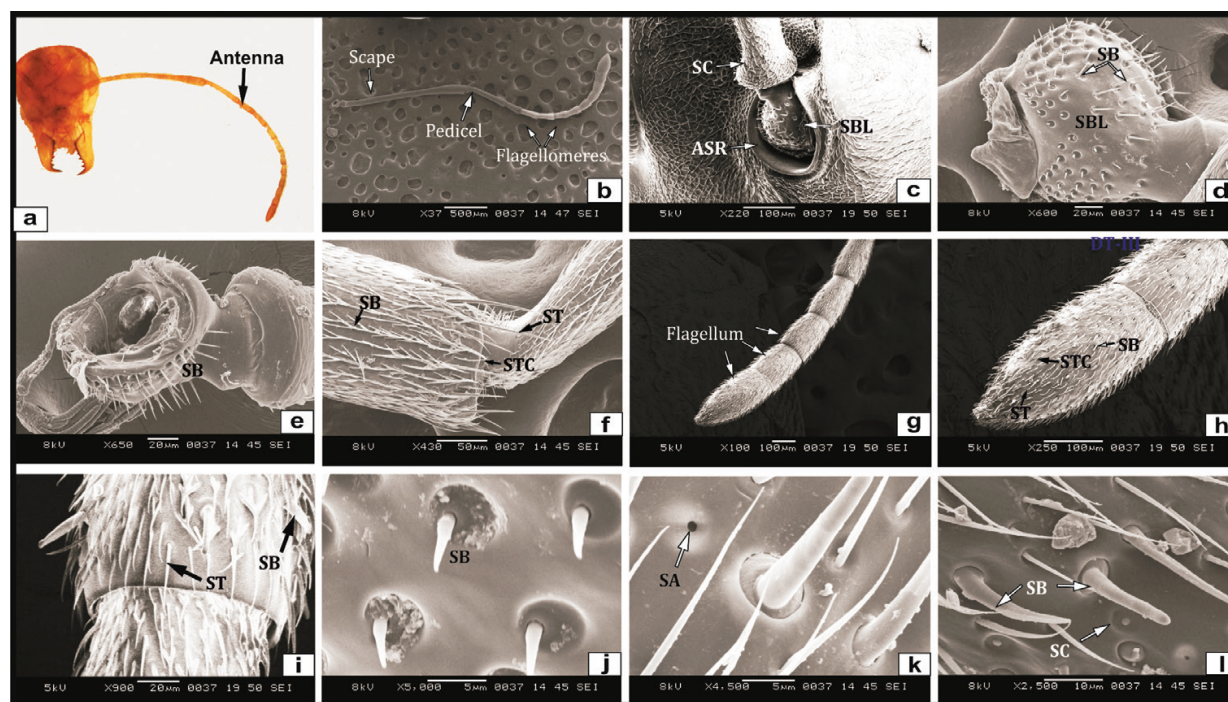 Antenna
a
Scape
Pedicel
Flagellomeres
b
8kV X37 500µm 0037 14 47 SEI
SC
SBL
ASR
c
5kV X220 100µm 0037 19 50 SEI
SB
SBL
d
8kV X600 20µm 0037 14 45 SEI
SB
e
8kV X650 20µm 0037 14 45 SEI
SB
ST
STC
f
8kV X430 50µm 0037 14 45 SEI
Flagellum
g
5kV X100 100µm 0037 19 50 SEI
DT-III
SB
STC
ST
h
5kV X250 100µm 0037 19 50 SEI
SB
ST
i
5kV X900 20µm 0037 19 50 SEI
SB
j
8kV X5,000 5µm 0037 14 45 SEI
SA
k
8kV X4,500 5µm 0037 14 45 SEI
SB
SC
l
8kV X2,500 10µm 0037 14 45 SEI